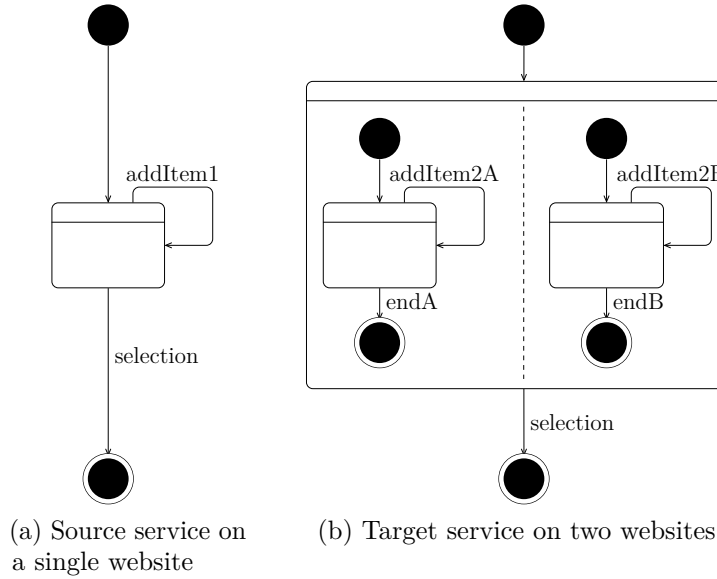 addItem1
selection
addItem2A
endA
endB
selection
(a) Source service on
a single website
(b) Target service on two websites